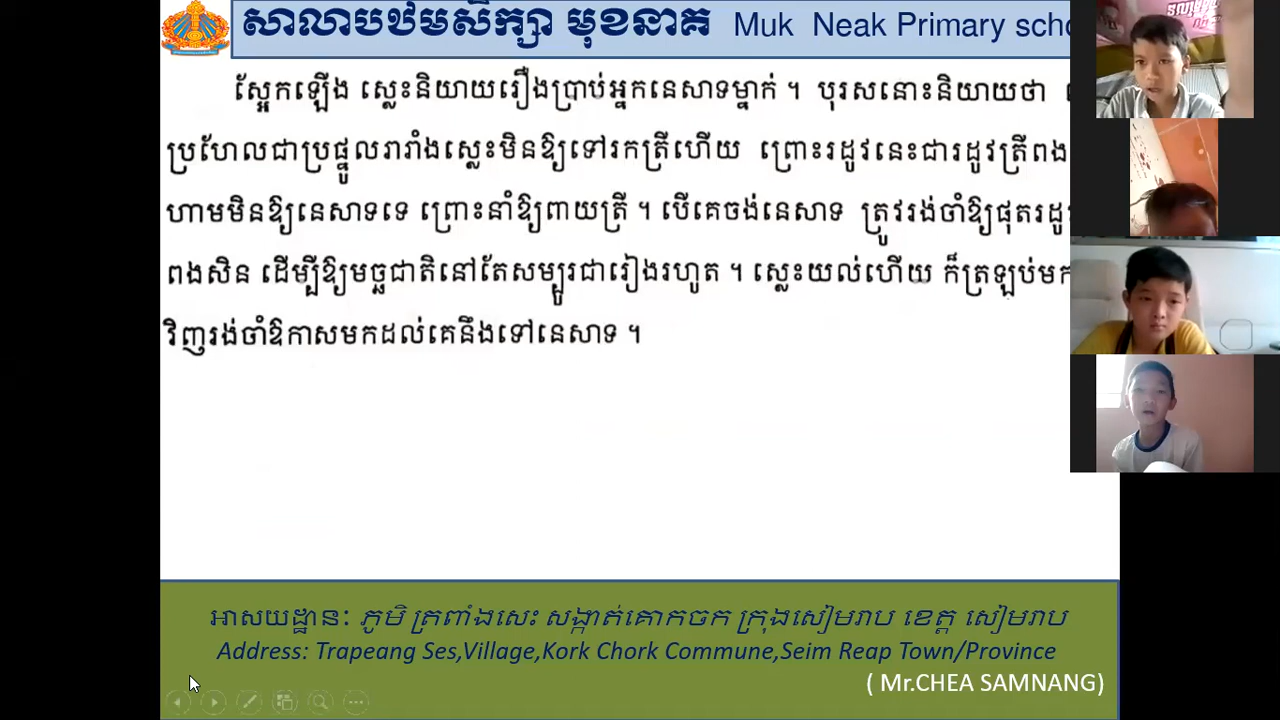 សាលាបឋមសិក្សា មុខនាគ Muk Neak Primary scho
ស្អែកឡើង ស្លេះនិយាយរឿងប្រាប់អ្នកនេសាទម្នាក់ ។ បុរសនោះនិយាយថា
ប្រហែលជាប្រផ្នូលរារាំងស្លេះមិនឱ្យទៅរកត្រីហើយ ព្រោះរដូវនេះជារដូវត្រីពង
ហាមមិនឱ្យនេសាទទេ ព្រោះនាំឱ្យពាយត្រី ។ បើគេចង់នេសាទ ត្រូវរង់ចាំឱ្យផុតរដូ
ពងសិន ដើម្បីឱ្យមច្ឆជាតិនៅតែសម្បូរជារៀងរហូត ។ ស្លេះយល់ហើយ ក៏ត្រឡប់មក
វិញរង់ចាំឱកាសមកដល់គេនឹងទៅនេសាទ ។
អាសយដ្ឋានៈ ភូមិ ត្រពាំងសេះ សង្កាត់គោកចក ក្រុងសៀមរាប ខេត្ត សៀមរាប
Address: Trapeang Ses,Village,Kork Chork Commune,Seim Reap Town/Province
( Mr.CHEA SAMNANG)